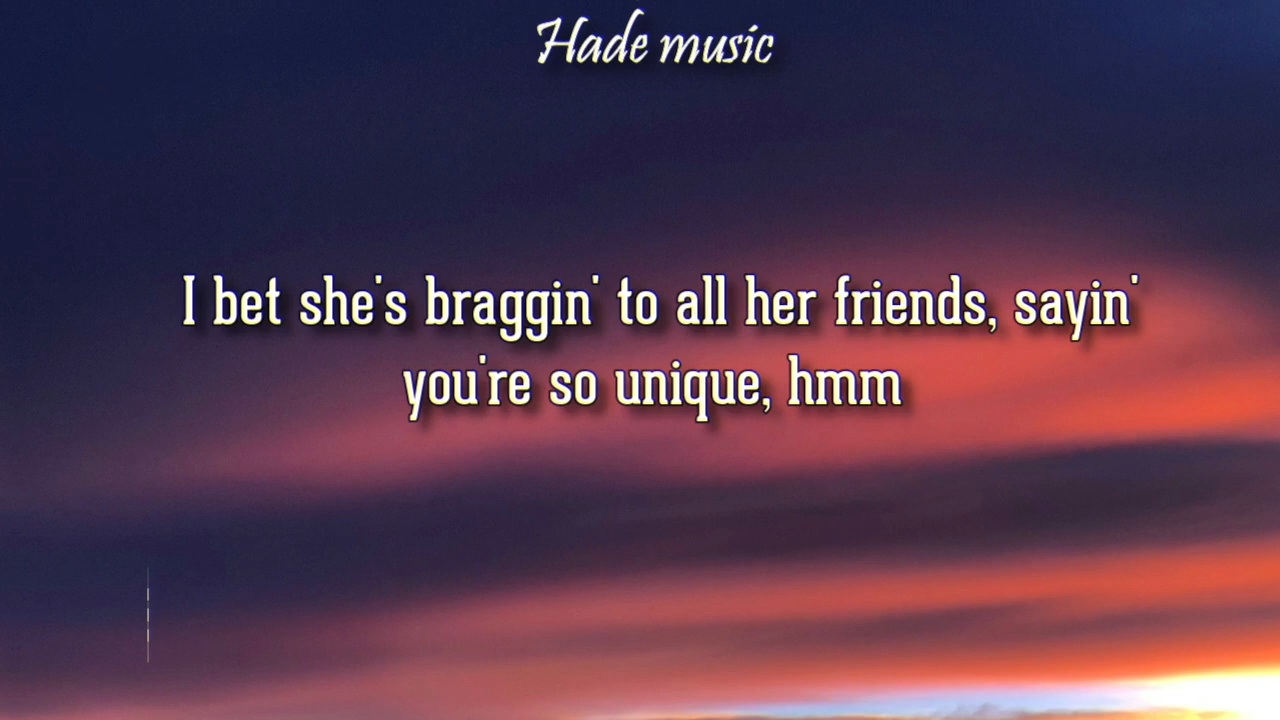 Hade music
I bet she's braggin' to all her friends, sayin'
you're so unique, hmm